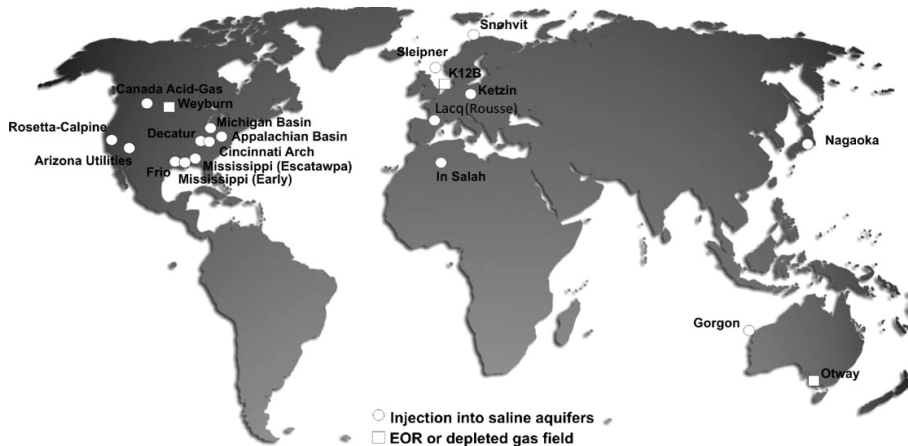 Snøhvit
Sleipner
K12B
Ketzin
Canada Acid-Gas
Weyburn
Lacq (Rousse)
Michigan Basin
Rosetta-Calpine
Decatur
Appalachian Basin
Cincinnati Arch
Nagaoka
Arizona Utilities
Mississippi (Escatawpa)
Frio
In Salah
Mississippi (Early)
Gorgon
Otway
Injection into saline aquifers
EOR or depleted gas field